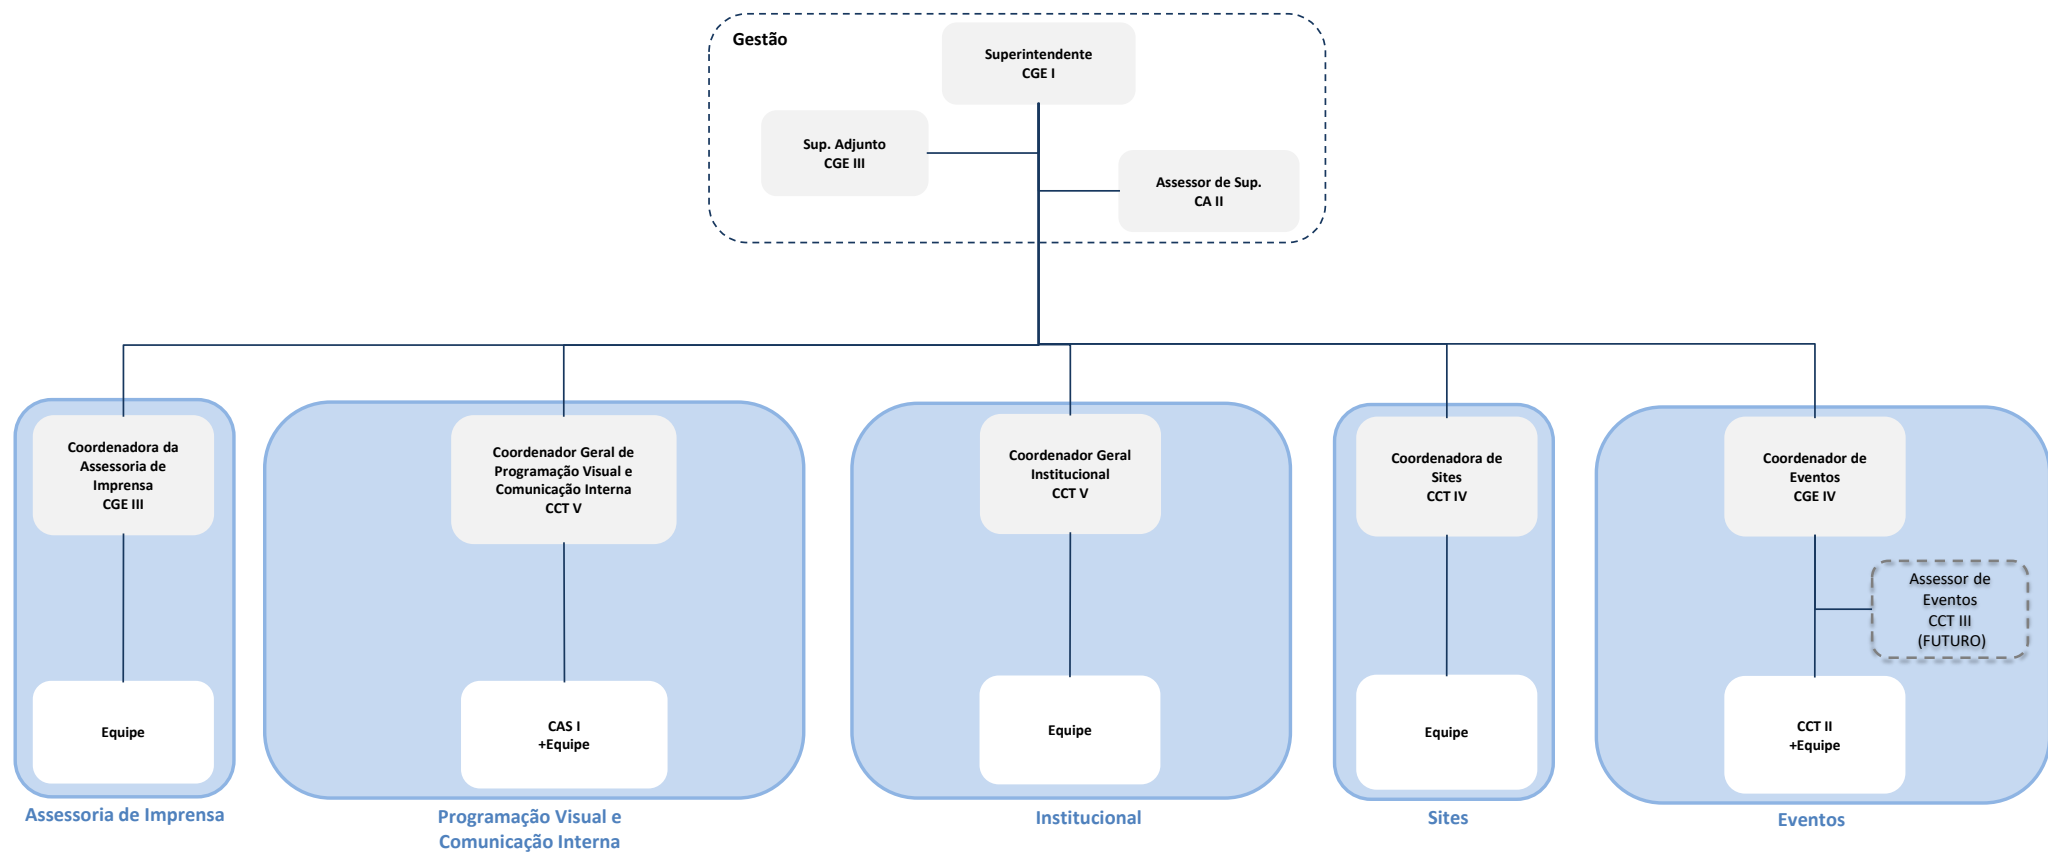 Gestão
Superintendente
CGE I
Sup. Adjunto
CGE III
Assessor de Sup.
CA II
Coordenadora da
Assessoria de
Imprensa
CGE III
Equipe
Assessoria de Imprensa
Coordenador Geral de
Programação Visual e
Comunicação Interna
CCT V
CAS I
+Equipe
Programação Visual e
Comunicação Interna
Coordenador Geral
Institucional
CCT V
Equipe
Institucional
Coordenadora de
Sites
CCT IV
Equipe
Sites
Coordenador de
Eventos
CGE IV
Assessor de
Eventos
CCT III
(FUTURO)
CCT II
+Equipe
Eventos